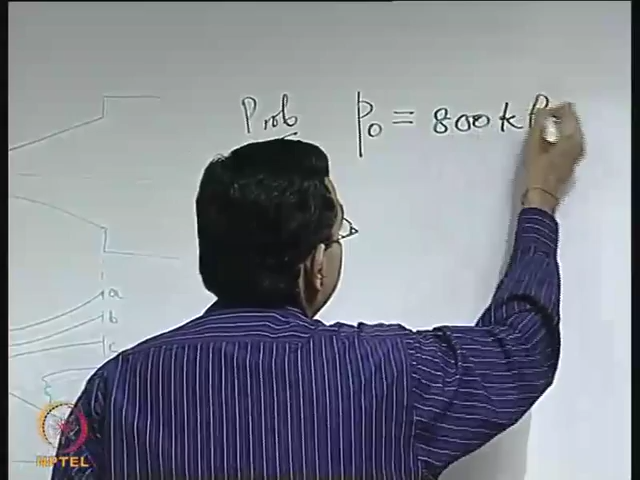 Prob p₀ = 800 kP
a
b
c
NPTEL